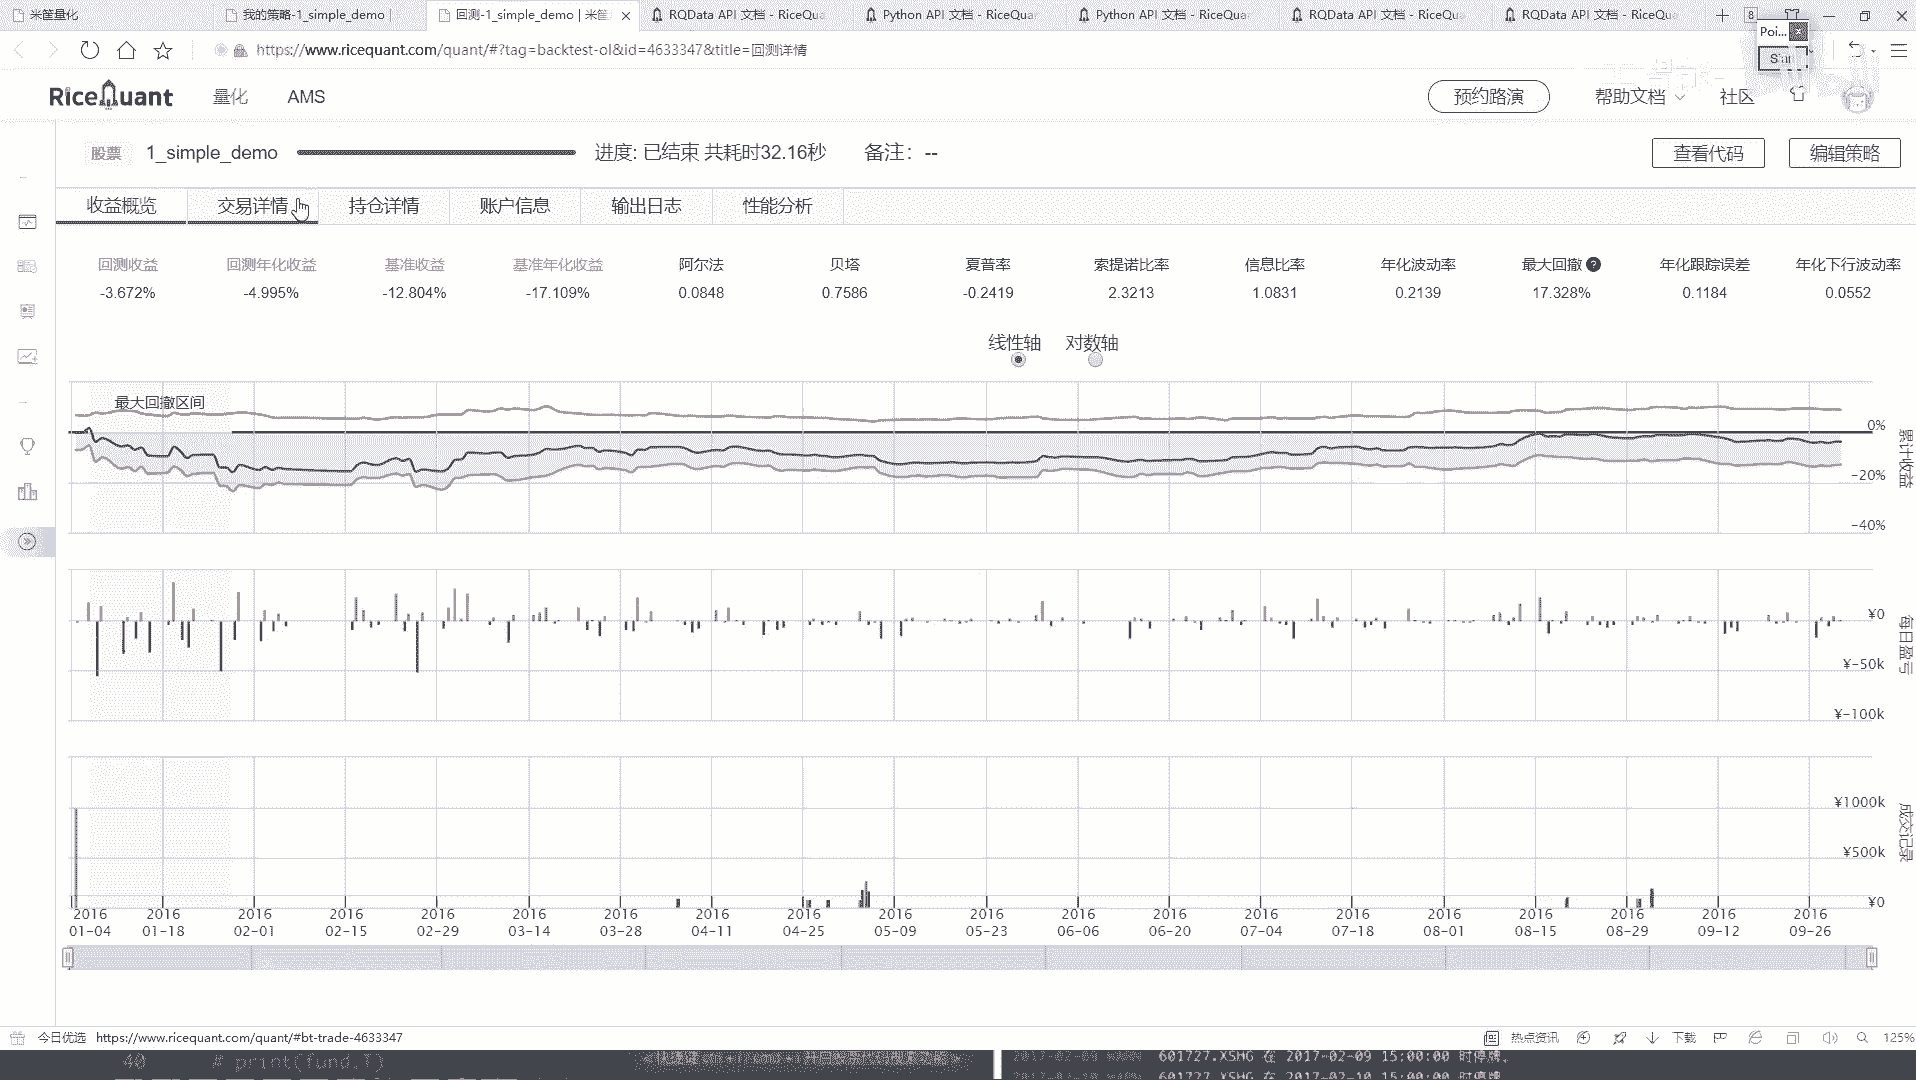 米筐量化
我的策略-1_simple_demo |
回测-1_simple_demo | 米筐
RQData API 文档 - RiceQua
Python API 文档 - RiceQuar
Python API 文档 - RiceQuar
RQData API 文档 - RiceQu
RQData API 文档 - RiceQu
8
Poi...
Star
https://www.ricequant.com/quant/#?tag=backtest-ol&id=4633347&title=回测详情
RiceQuant
量化
AMS
预约路演
帮助文档
社区
股票
1_simple_demo
进度: 已结束 共耗时32.16秒
备注： --
查看代码
编辑策略
收益概览
交易详情
持仓详情
账户信息
输出日志
性能分析
回测收益 回测年化收益 基准收益 基准年化收益 阿尔法 贝塔 夏普率 索提诺比率 信息比率 年化波动率 最大回撤 ? 年化跟踪误差 年化下行波动率
-3.672% -4.995% -12.804% -17.109% 0.0848 0.7586 -0.2419 2.3213 1.0831 0.2139 17.328% 0.1184 0.0552
线性轴 对数轴
最大回撤区间
0%
-20%
-40%
累计收益
¥0
¥-50k
¥-100k
每日盈亏
¥1000k
¥500k
¥0
成交记录
2016 2016 2016 2016 2016 2016 2016 2016 2016 2016 2016 2016 2016 2016 2016 2016 2016 2016 2016 2016
01-04 01-18 02-01 02-15 02-29 03-14 03-28 04-11 04-25 05-09 05-23 06-06 06-20 07-04 07-18 08-01 08-15 08-29 09-12 09-26
今日优选 https://www.ricequant.com/quant/#bt-trade-4633347
热点资讯
下载
125%
40 # print(fund.T)
2017-02-09 WARN 601727.XSHG 在 2017-02-09 15:00:00 时停牌。
2017-02-10 WARN 601727.XSHG 在 2017-02-10 15:00:00 时停牌。